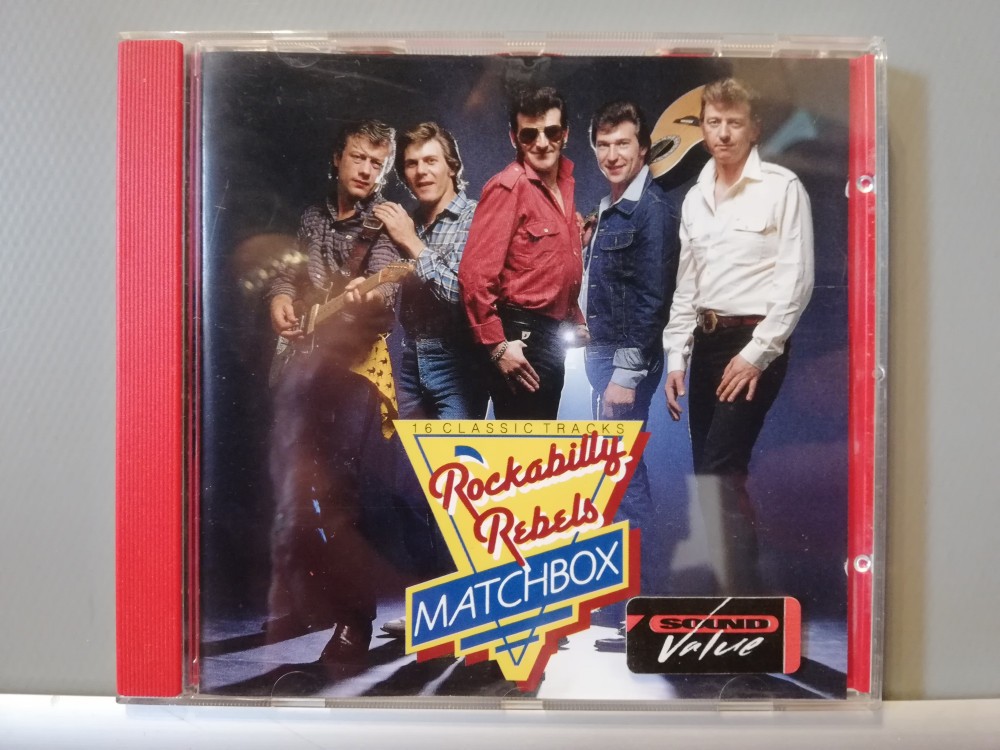 16 CLASSIC TRACKS
Rockabilly
Rebels
MATCHBOX
SOUND
Value